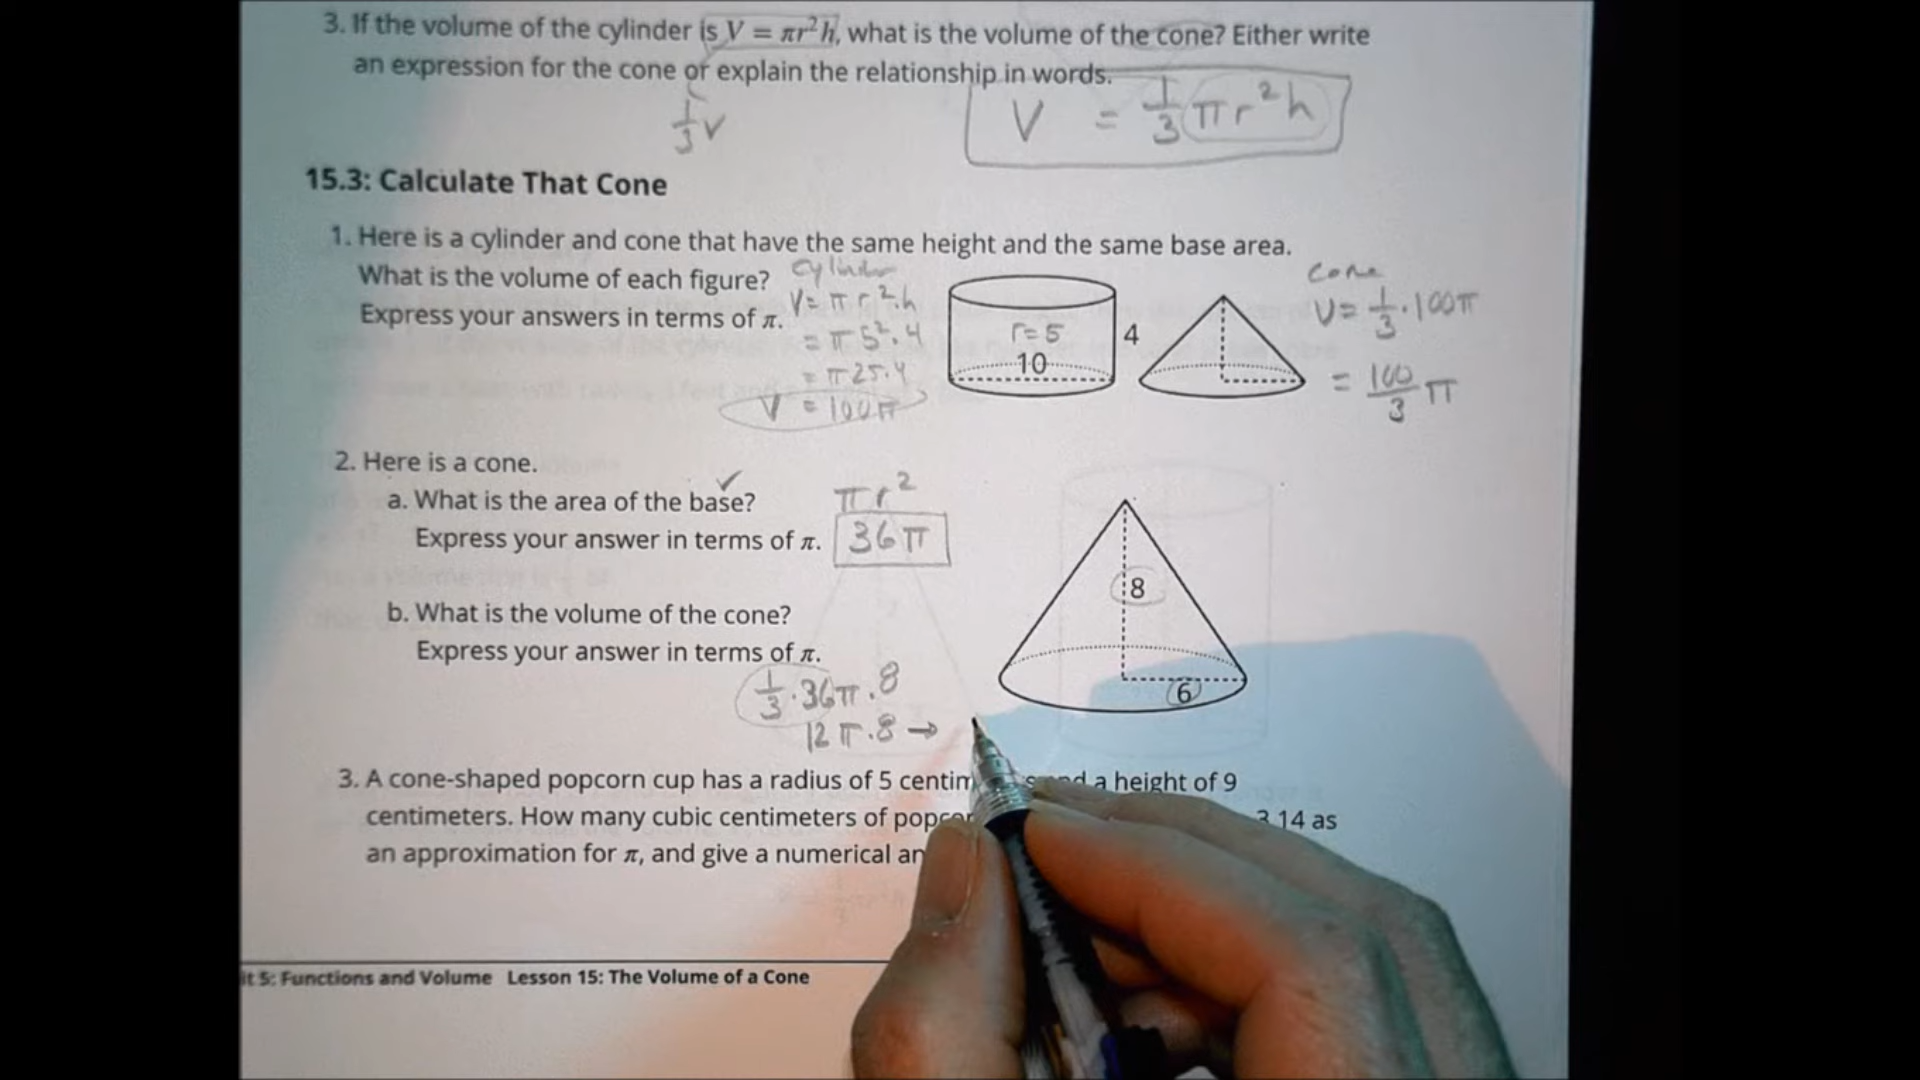 3. If the volume of the cylinder is V = πr²h, what is the volume of the cone? Either write
an expression for the cone or explain the relationship in words.
1/3 V
V = 1/3 πr²h
15.3: Calculate That Cone
1. Here is a cylinder and cone that have the same height and the same base area.
What is the volume of each figure?
Express your answers in terms of π.
Cylinder
V = π r²·h
= π 5²·4
= π 25·4
V = 100π
r = 5
10
4
Cone
V = 1/3 · 100π
= 100/3 π
2. Here is a cone.
a. What is the area of the base? ✓
Express your answer in terms of π.
π r²
36π
b. What is the volume of the cone?
Express your answer in terms of π.
1/3 · 36π · 8
12π · 8 →
8
6
3. A cone-shaped popcorn cup has a radius of 5 centim d a height of 9
centimeters. How many cubic centimeters of popcor 3.14 as
an approximation for π, and give a numerical an
it 5: Functions and Volume Lesson 15: The Volume of a Cone